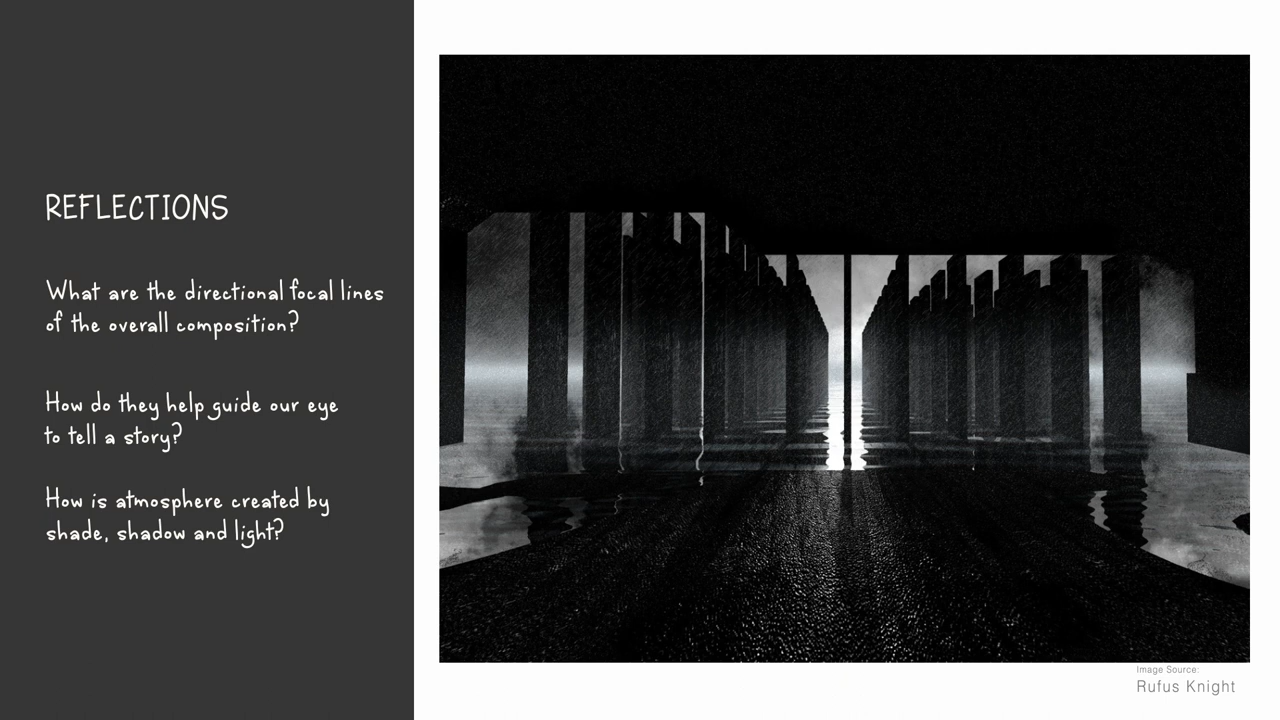 REFLECTIONS
What are the directional focal lines
of the overall composition?
How do they help guide our eye
to tell a story?
How is atmosphere created by
shade, shadow and light?
Image Source:
Rufus Knight